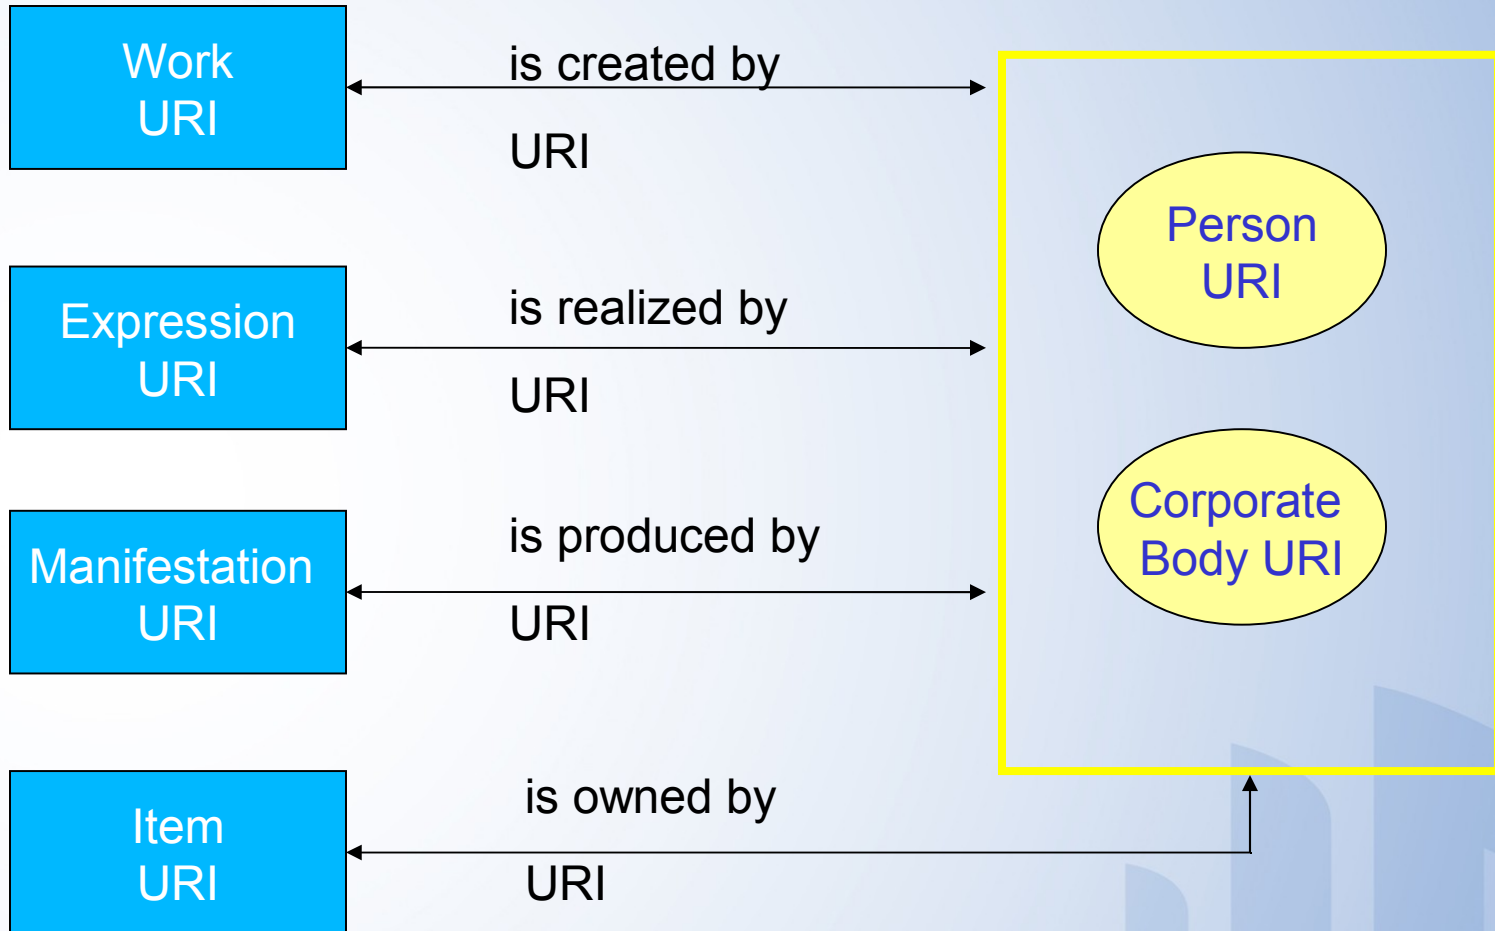 Work
URI
is created by
URI
Person
URI
Expression
URI
is realized by
URI
Corporate
Body URI
Manifestation
URI
is produced by
URI
Item
URI
is owned by
URI